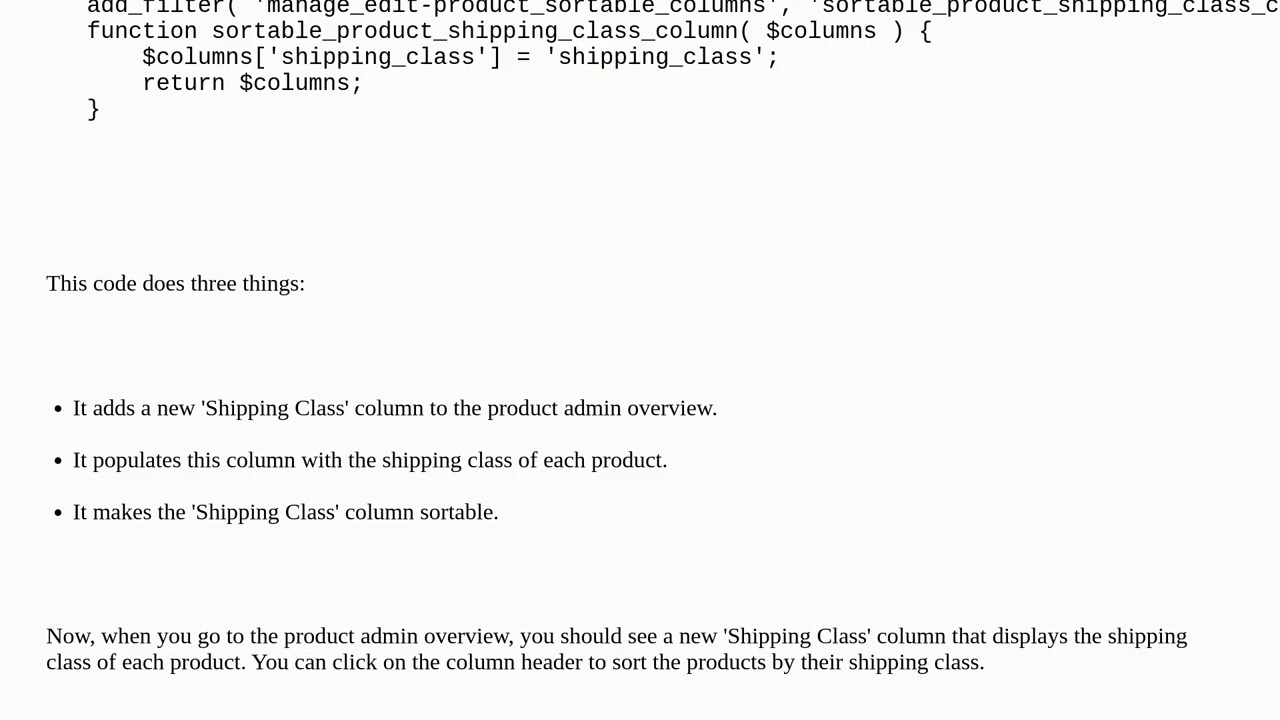 add_filter( 'manage_edit-product_sortable_columns', 'sortable_product_shipping_class_c
function sortable_product_shipping_class_column( $columns ) {
    $columns['shipping_class'] = 'shipping_class';
    return $columns;
}
This code does three things:
• It adds a new 'Shipping Class' column to the product admin overview.
• It populates this column with the shipping class of each product.
• It makes the 'Shipping Class' column sortable.
Now, when you go to the product admin overview, you should see a new 'Shipping Class' column that displays the shipping
class of each product. You can click on the column header to sort the products by their shipping class.